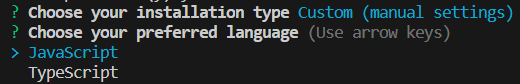 ? Choose your installation type Custom (manual settings)
? Choose your preferred language (Use arrow keys)
> JavaScript
TypeScript